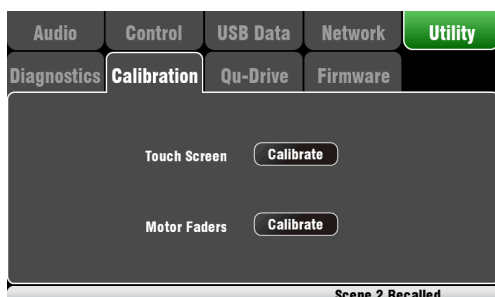 Audio Control USB Data Network Utility
Diagnostics Calibration Qu-Drive Firmware
Touch Screen Calibrate
Motor Faders Calibrate
Scene 2 Recalled